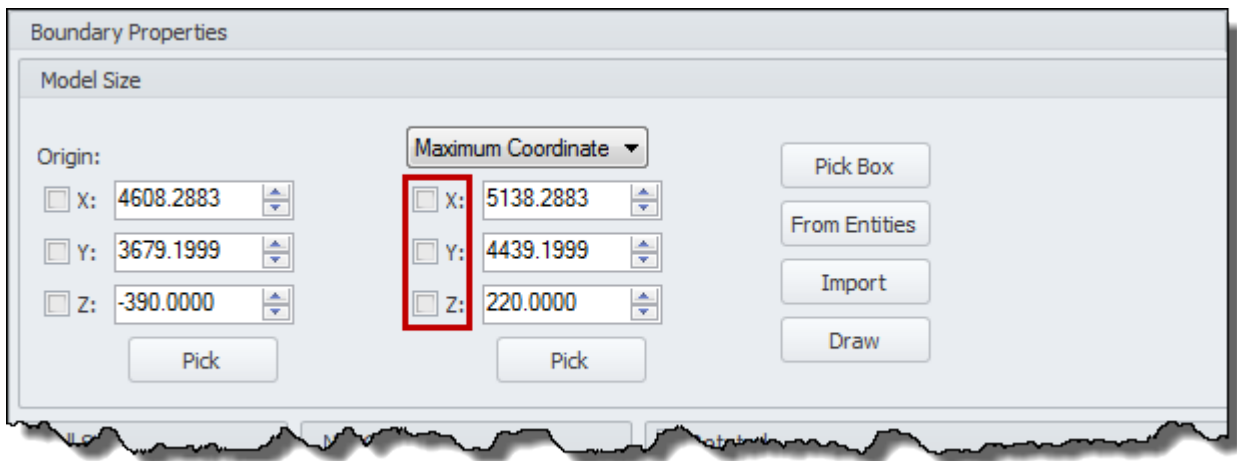 Boundary Properties
Model Size
Origin:
X: 4608.2883
Y: 3679.1999
Z: -390.0000
Pick
Maximum Coordinate
X: 5138.2883
Y: 4439.1999
Z: 220.0000
Pick
Pick Box
From Entities
Import
Draw